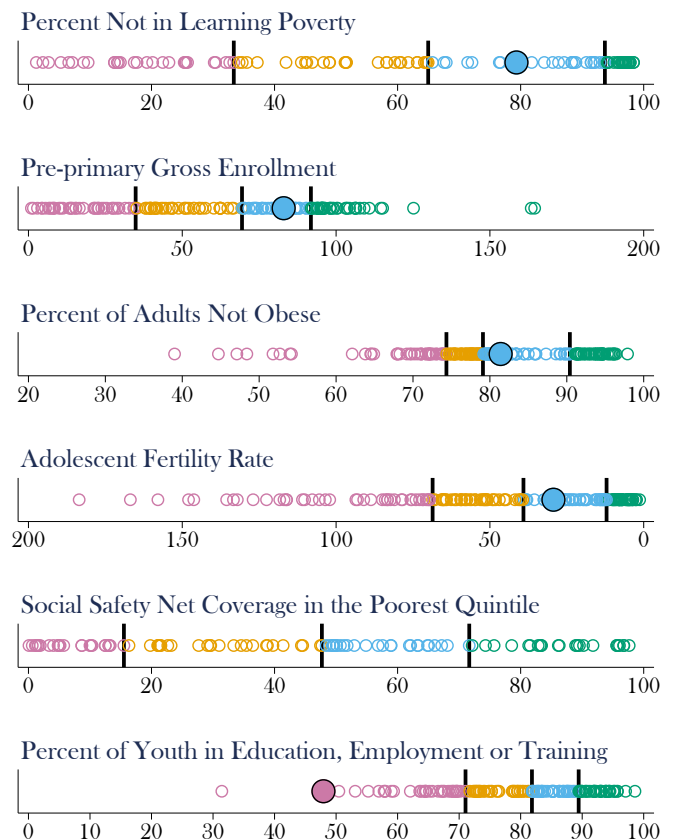 Percent Not in Learning Poverty
0 20 40 60 80 100
Pre-primary Gross Enrollment
0 50 100 150 200
Percent of Adults Not Obese
20 30 40 50 60 70 80 90 100
Adolescent Fertility Rate
200 150 100 50 0
Social Safety Net Coverage in the Poorest Quintile
0 20 40 60 80 100
Percent of Youth in Education, Employment or Training
0 10 20 30 40 50 60 70 80 90 100